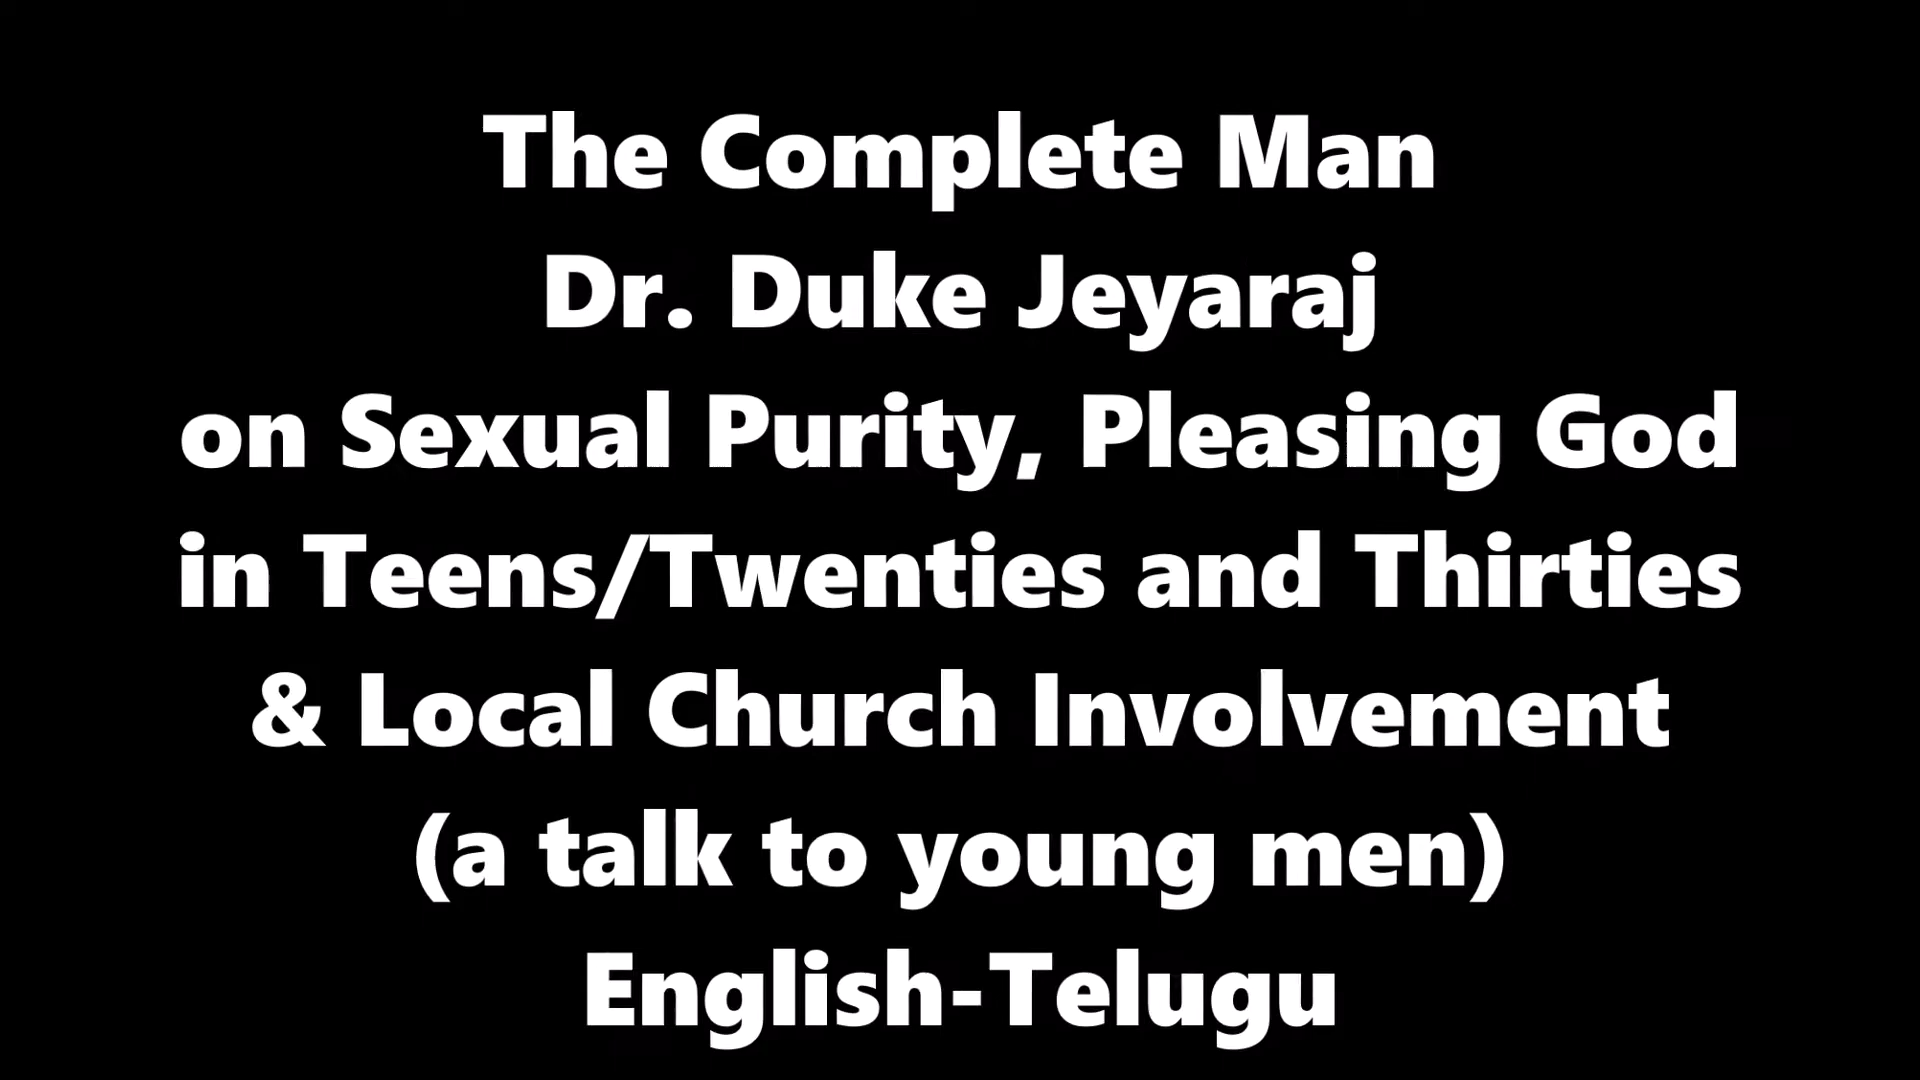 The Complete Man
Dr. Duke Jeyaraj
on Sexual Purity, Pleasing God
in Teens/Twenties and Thirties
& Local Church Involvement
(a talk to young men)
English-Telugu